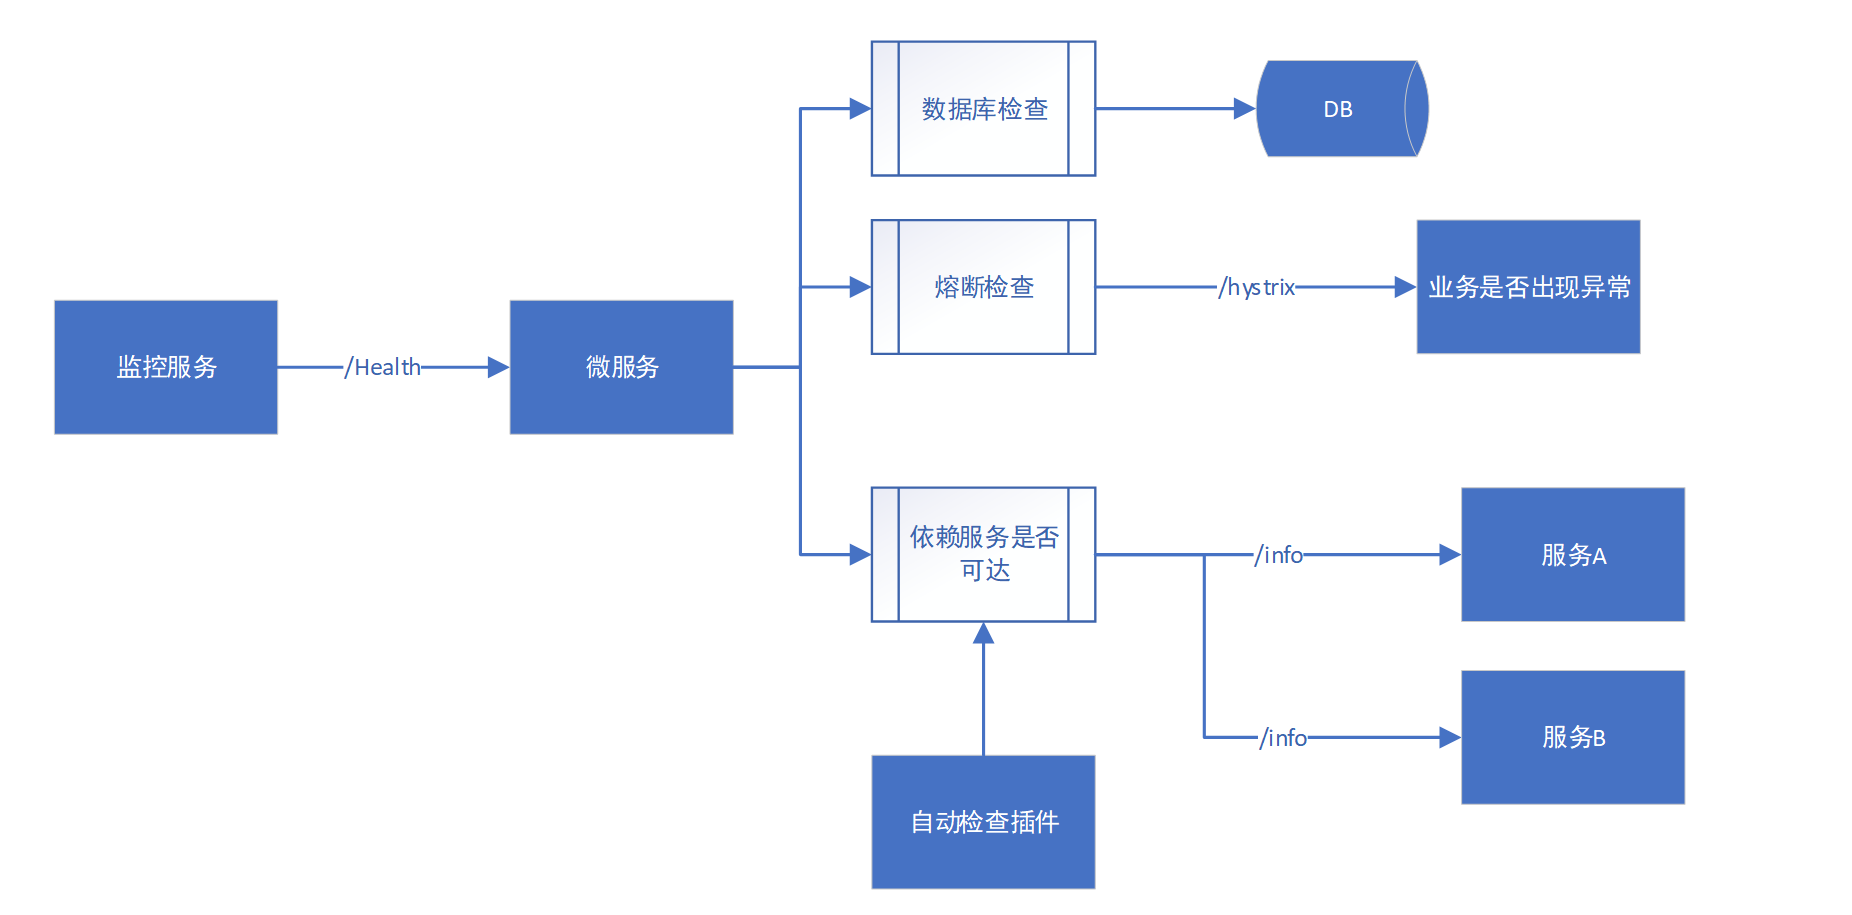 数据库检查
DB
熔断检查
/hystrix
业务是否出现异常
监控服务
/Health
微服务
依赖服务是否
可达
/info
服务A
/info
服务B
自动检查插件